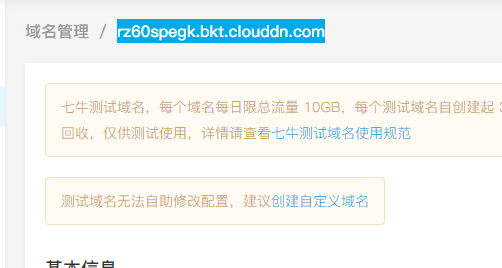 域名管理 / rz60spegk.bkt.clouddn.com
七牛测试域名，每个域名每日限总流量 10GB，每个测试域名自创建起
回收，仅供测试使用，详情请查看七牛测试域名使用规范
测试域名无法自助修改配置，建议创建自定义域名
基本信息